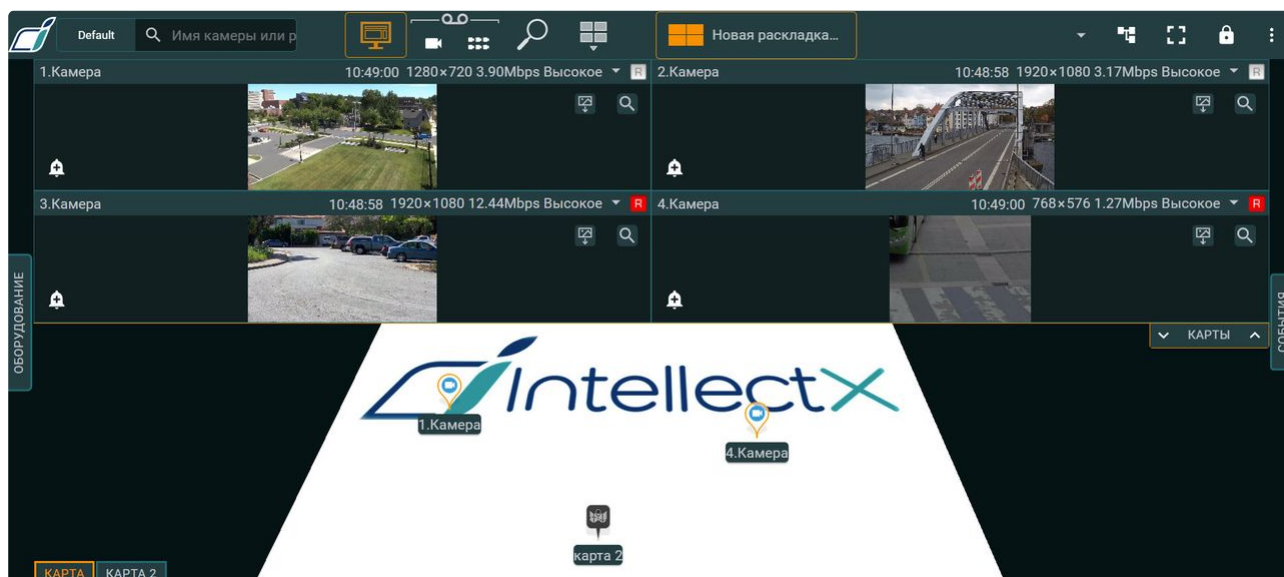 Default
Имя камеры или р
Новая раскладка...
1.Камера 10:49:00 1280×720 3.90Mbps Высокое R
2.Камера 10:48:58 1920×1080 3.17Mbps Высокое R
3.Камера 10:48:58 1920×1080 12.44Mbps Высокое R
4.Камера 10:49:00 768×576 1.27Mbps Высокое R
ОБОРУДОВАНИЕ
СОБЫТИЯ
КАРТЫ
IntellectX
1.Камера
4.Камера
карта 2
КАРТА КАРТА 2